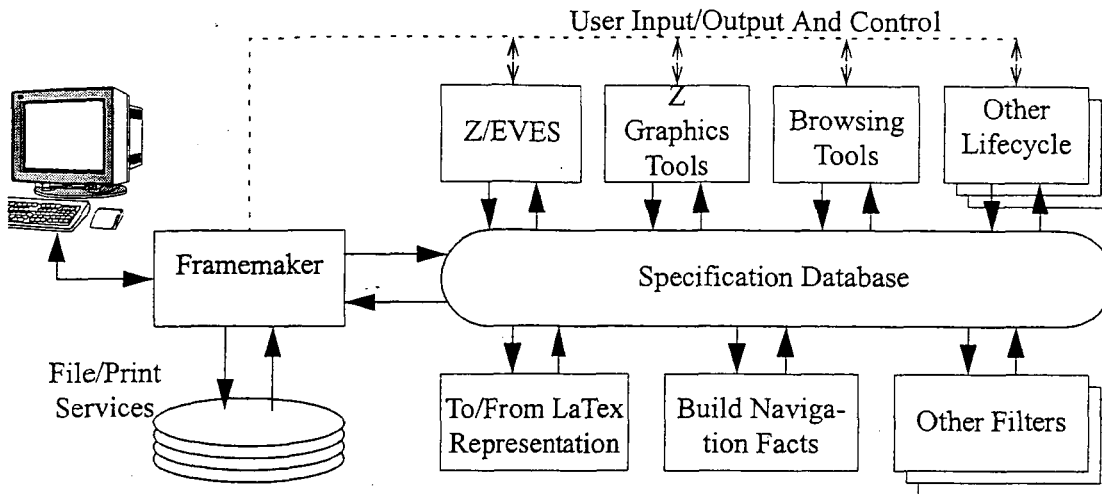 User Input/Output And Control
Z/EVES
Z
Graphics
Tools
Browsing
Tools
Other
Lifecycle
Framemaker
Specification Database
File/Print
Services
To/From LaTex
Representation
Build Naviga-
tion Facts
Other Filters